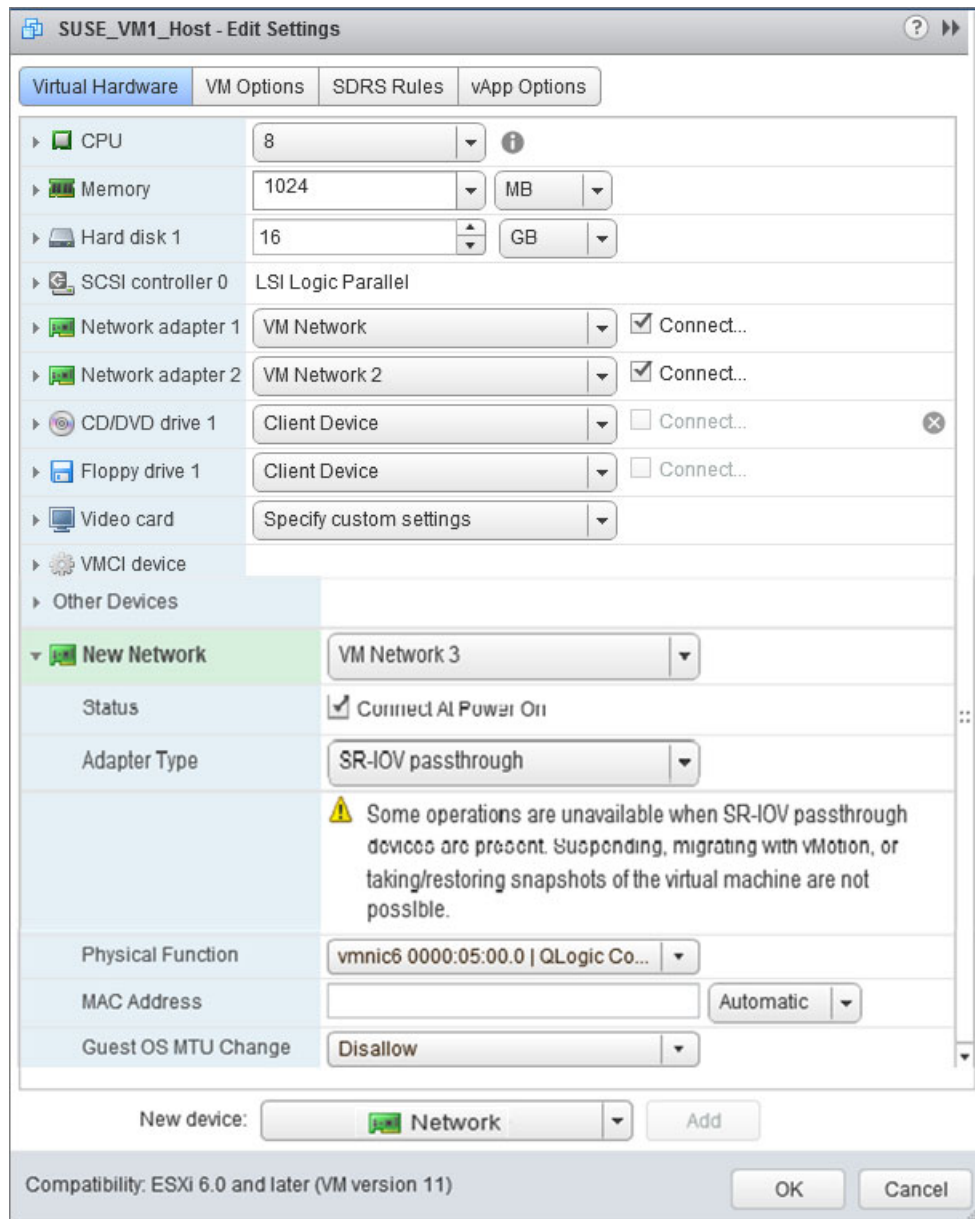 SUSE_VM1_Host - Edit Settings ?
Virtual Hardware VM Options SDRS Rules vApp Options
CPU 8 i
Memory 1024 MB
Hard disk 1 16 GB
SCSI controller 0 LSI Logic Parallel
Network adapter 1 VM Network Connect...
Network adapter 2 VM Network 2 Connect...
CD/DVD drive 1 Client Device Connect...
Floppy drive 1 Client Device Connect...
Video card Specify custom settings
VMCI device
Other Devices
New Network VM Network 3
Status Connect At Power On
Adapter Type SR-IOV passthrough
Some operations are unavailable when SR-IOV passthrough
devices are present. Suspending, migrating with vMotion, or
taking/restoring snapshots of the virtual machine are not
possible.
Physical Function vmnic6 0000:05:00.0 | QLogic Co...
MAC Address Automatic
Guest OS MTU Change Disallow
New device: Network Add
Compatibility: ESXi 6.0 and later (VM version 11) OK Cancel